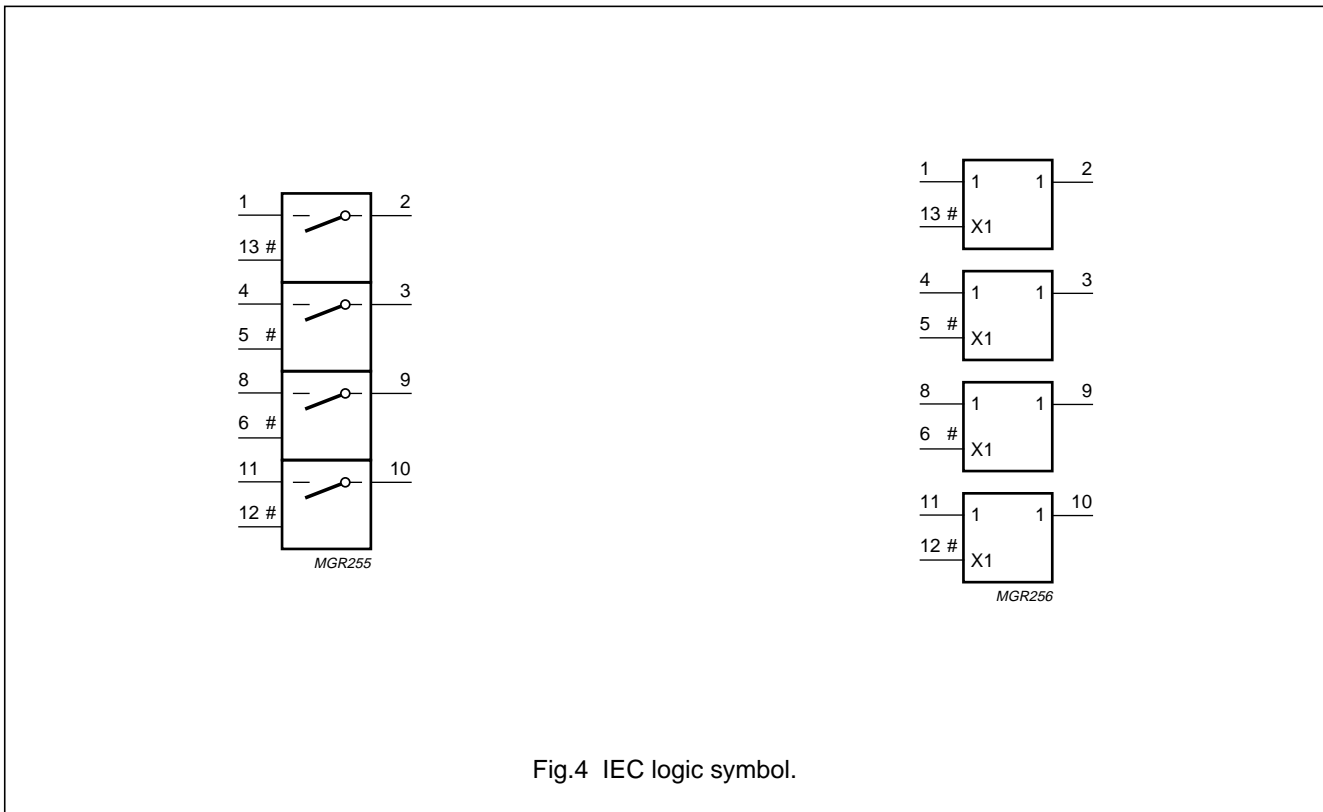 1 2
13 #
4 3
5 #
8 9
6 #
11 10
12 #
MGR255
1 1 1 2
13 # X1
4 1 1 3
5 # X1
8 1 1 9
6 # X1
11 1 1 10
12 # X1
MGR256
Fig.4 IEC logic symbol.